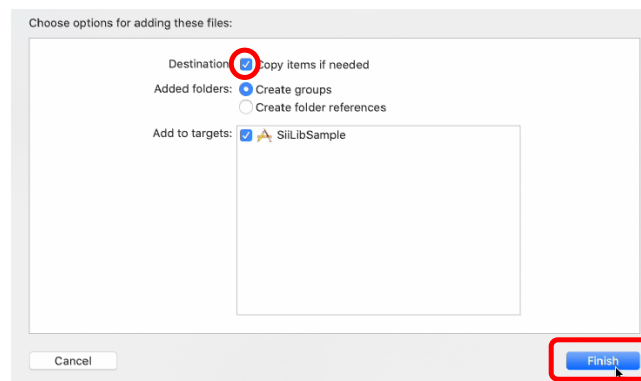 Choose options for adding these files:
Destination Copy items if needed
Added folders: Create groups
Create folder references
Add to targets: SiiLibSample
Cancel Finish